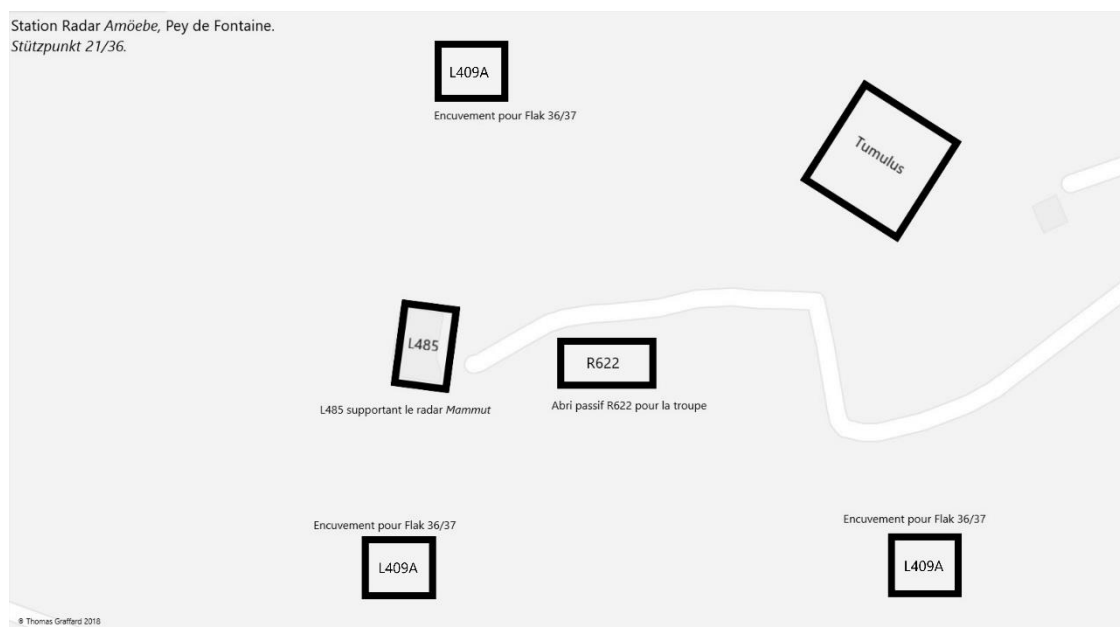 Station Radar Amöebe, Pey de Fontaine.
Stützpunkt 21/36.
L409A
Encuvement pour Flak 36/37
Tumulus
L485
L485 supportant le radar Mammut
R622
Abri passif R622 pour la troupe
Encuvement pour Flak 36/37
L409A
Encuvement pour Flak 36/37
L409A
® Thomas Graffard 2018